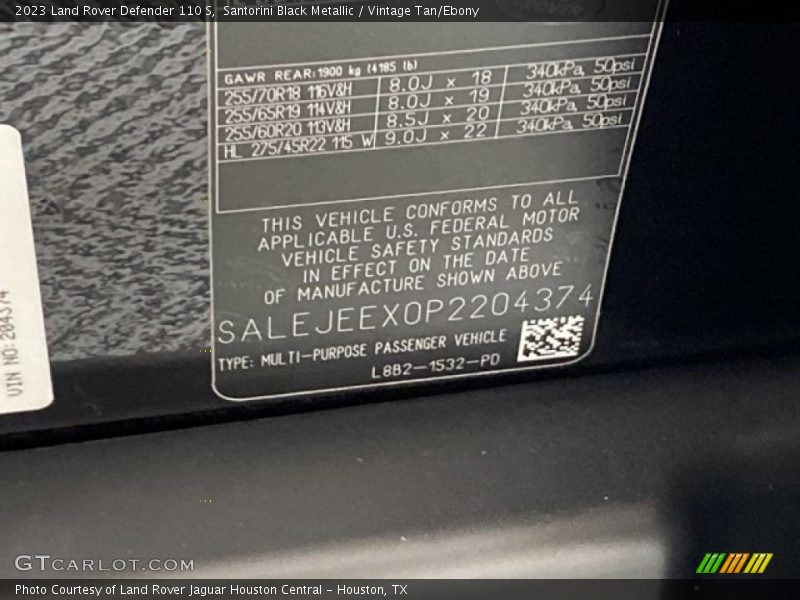 2023 Land Rover Defender 110 S, Santorini Black Metallic / Vintage Tan/Ebony
GAWR REAR:1900 kg (4185 lb)
255/70R18 116V&H 8.0J x 18 340kPa, 50psi
255/65R19 114V&H 8.0J x 19 340kPa, 50psi
255/60R20 113V&H 8.5J x 20 340kPa, 50psi
HL 275/45R22 115 W 9.0J x 22 340kPa, 50psi
THIS VEHICLE CONFORMS TO ALL
APPLICABLE U.S. FEDERAL MOTOR
VEHICLE SAFETY STANDARDS
IN EFFECT ON THE DATE
OF MANUFACTURE SHOWN ABOVE
SALEJEEX0P2204374
TYPE: MULTI-PURPOSE PASSENGER VEHICLE
L8B2-1532-PD
VIN NO: 204374
GTCARLOT.COM
Photo Courtesy of Land Rover Jaguar Houston Central - Houston, TX